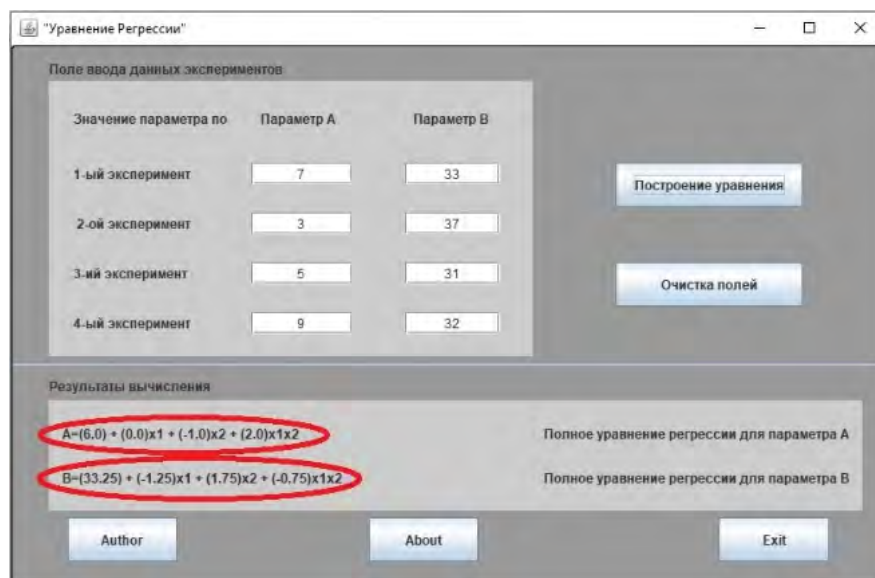 "Уравнение Регрессии"
Поле ввода данных экспериментов
Значение параметра по Параметр А Параметр В
1-ый эксперимент 7 33
Построение уравнения
2-ой эксперимент 3 37
3-ий эксперимент 5 31
Очистка полей
4-ый эксперимент 9 32
Результаты вычисления
A=(6.0) + (0.0)x1 + (-1.0)x2 + (2.0)x1x2 Полное уравнение регрессии для параметра А
B=(33.25) + (-1.25)x1 + (1.75)x2 + (-0.75)x1x2 Полное уравнение регрессии для параметра В
Author About Exit